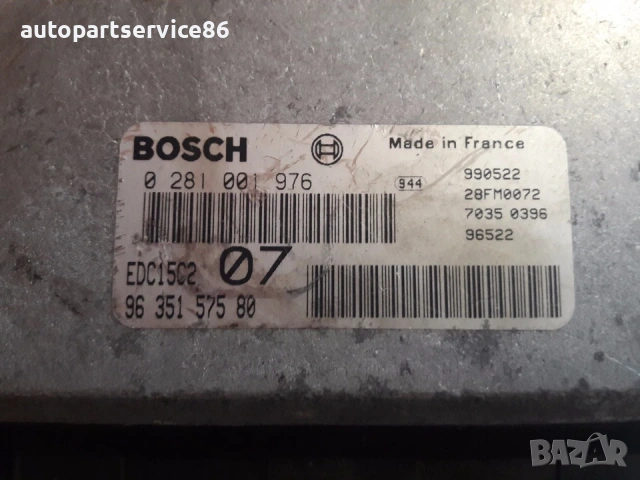 autopartservice86
BOSCH
Made in France
0 281 001 976
944
990522
28FM0072
7035 0396
96522
EDC15C2 07
96 351 575 80
BAZAR